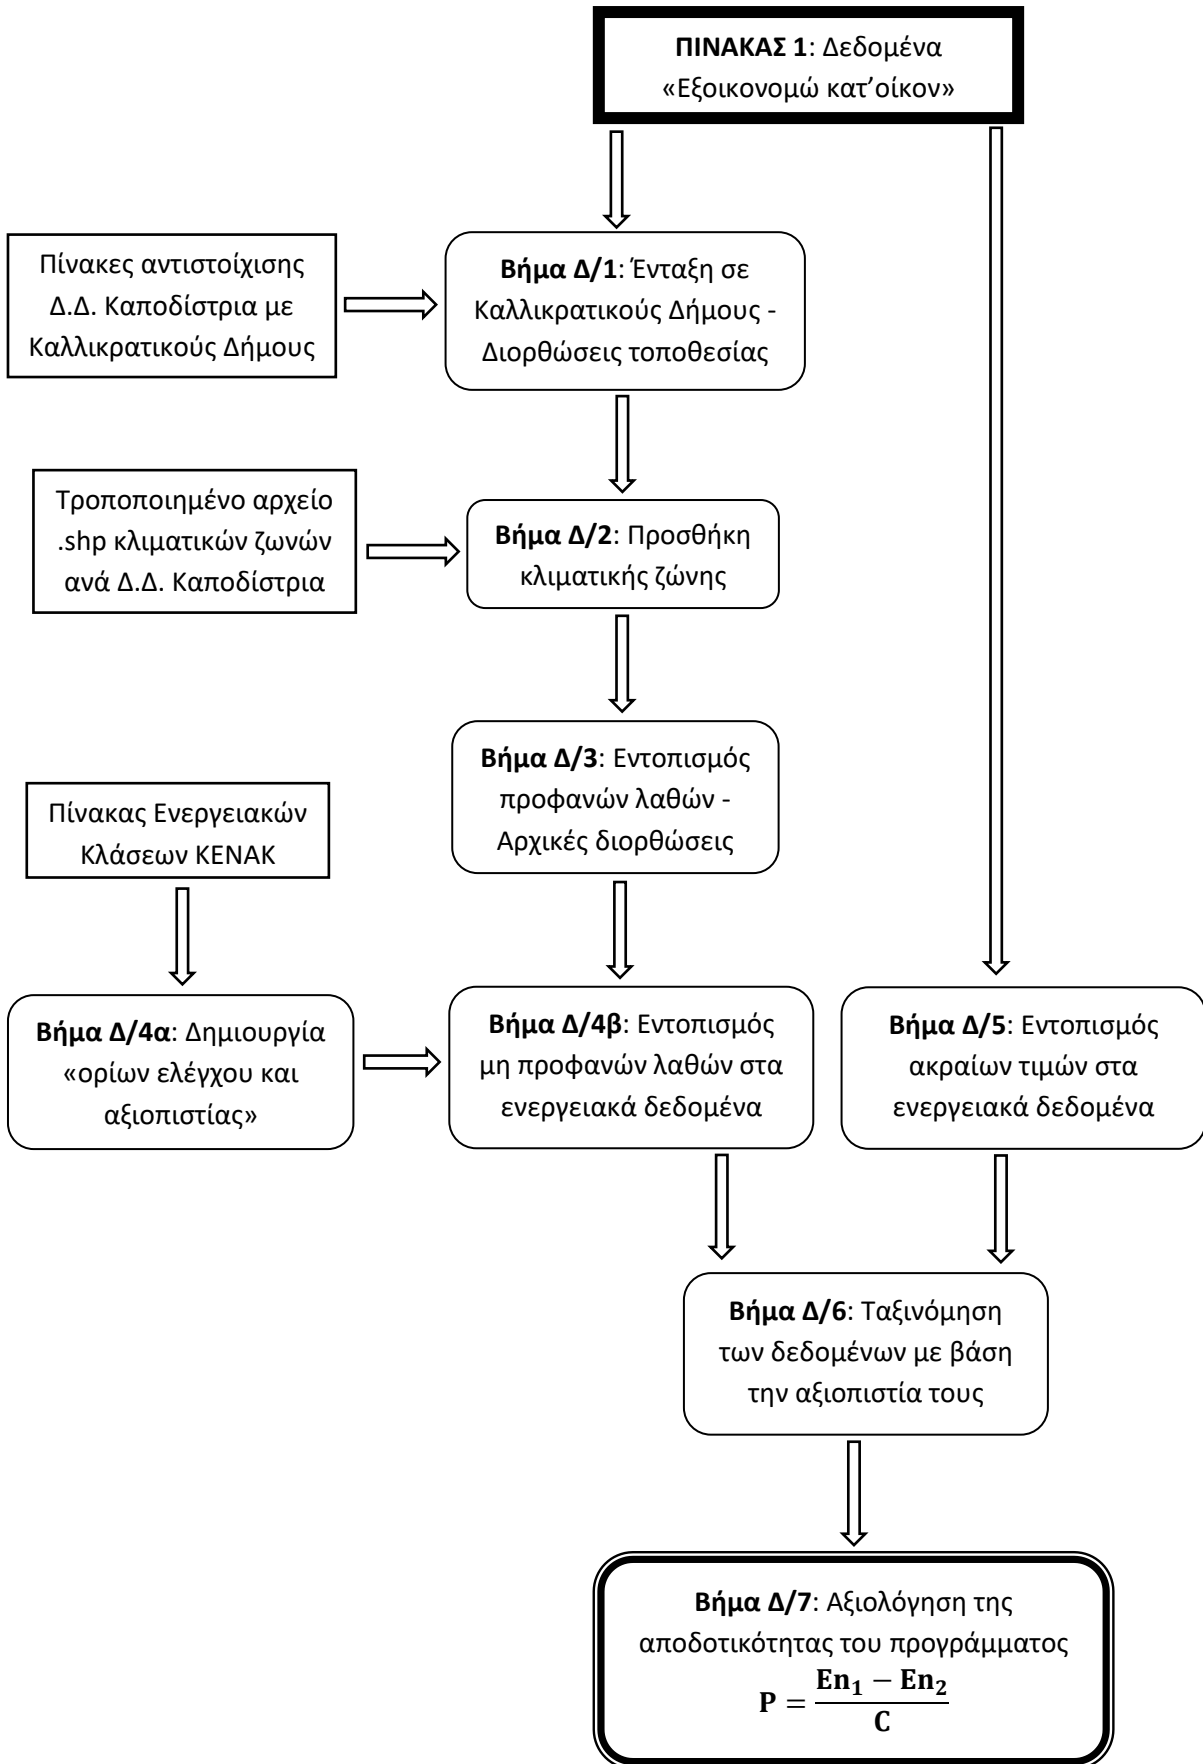 ΠΙΝΑΚΑΣ 1: Δεδομένα
«Εξοικονομώ κατ’οίκον»
Πίνακες αντιστοίχισης
Δ.Δ. Καποδίστρια με
Καλλικρατικούς Δήμους
Βήμα Δ/1: Ένταξη σε
Καλλικρατικούς Δήμους -
Διορθώσεις τοποθεσίας
Τροποποιημένο αρχείο
.shp κλιματικών ζωνών
ανά Δ.Δ. Καποδίστρια
Βήμα Δ/2: Προσθήκη
κλιματικής ζώνης
Βήμα Δ/3: Εντοπισμός
προφανών λαθών -
Αρχικές διορθώσεις
Πίνακας Ενεργειακών
Κλάσεων ΚΕΝΑΚ
Βήμα Δ/4α: Δημιουργία
«ορίων ελέγχου και
αξιοπιστίας»
Βήμα Δ/4β: Εντοπισμός
μη προφανών λαθών στα
ενεργειακά δεδομένα
Βήμα Δ/5: Εντοπισμός
ακραίων τιμών στα
ενεργειακά δεδομένα
Βήμα Δ/6: Ταξινόμηση
των δεδομένων με βάση
την αξιοπιστία τους
Βήμα Δ/7: Αξιολόγηση της
αποδοτικότητας του προγράμματος
P = (En₁ − En₂) / C